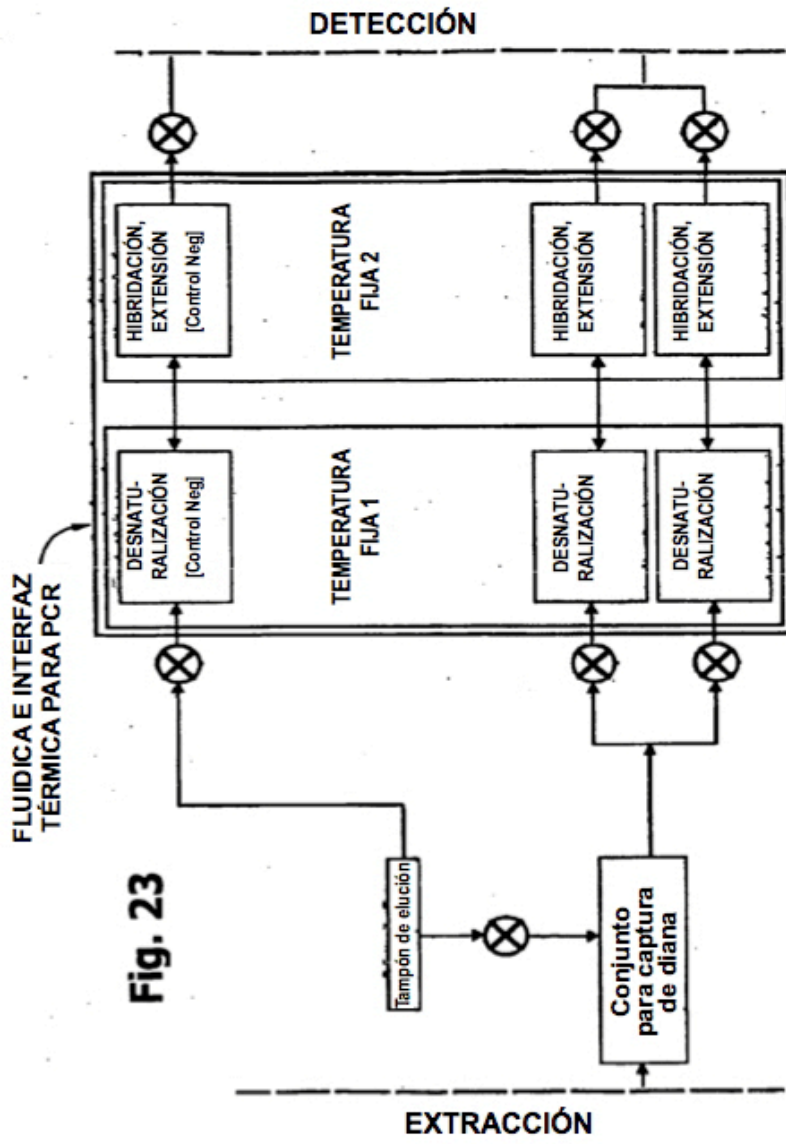 DETECCIÓN
HIBRIDACIÓN,
EXTENSIÓN
[Control Neg]
TEMPERATURA
FIJA 2
HIBRIDACIÓN,
EXTENSIÓN
HIBRIDACIÓN,
EXTENSIÓN
DESNATU-
RALIZACIÓN
[Control Neg]
TEMPERATURA
FIJA 1
DESNATU-
RALIZACIÓN
DESNATU-
RALIZACIÓN
FLUIDICA E INTERFAZ
TÉRMICA PARA PCR
Fig. 23
Tampón de elución
Conjunto
para captura
de diana
EXTRACCIÓN